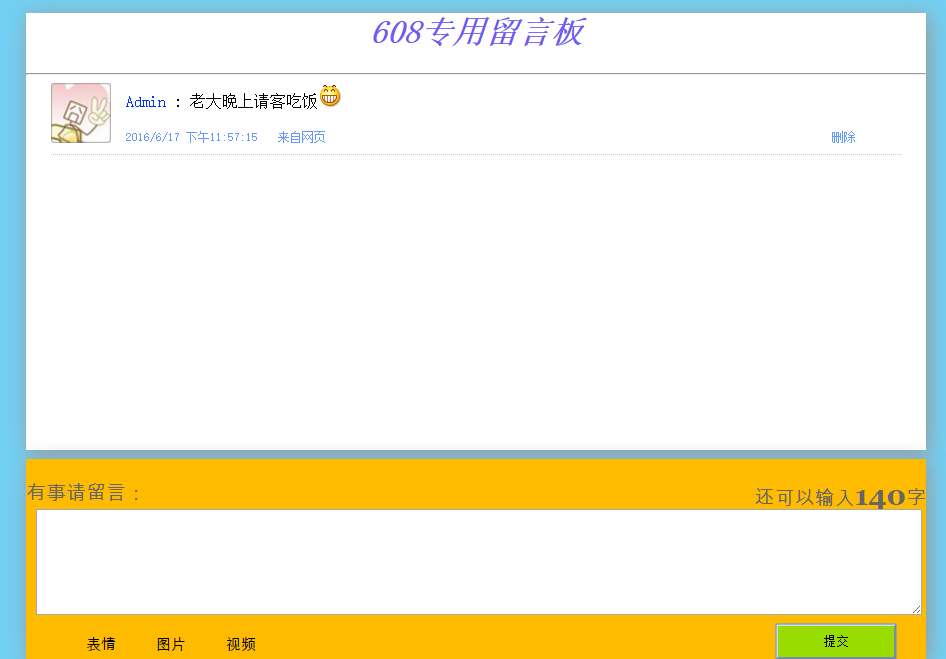 608专用留言板
Admin : 老大晚上请客吃饭
2016/6/17 下午11:57:15 来自网页 删除
有事请留言: 还可以输入140字
表情 图片 视频 提交